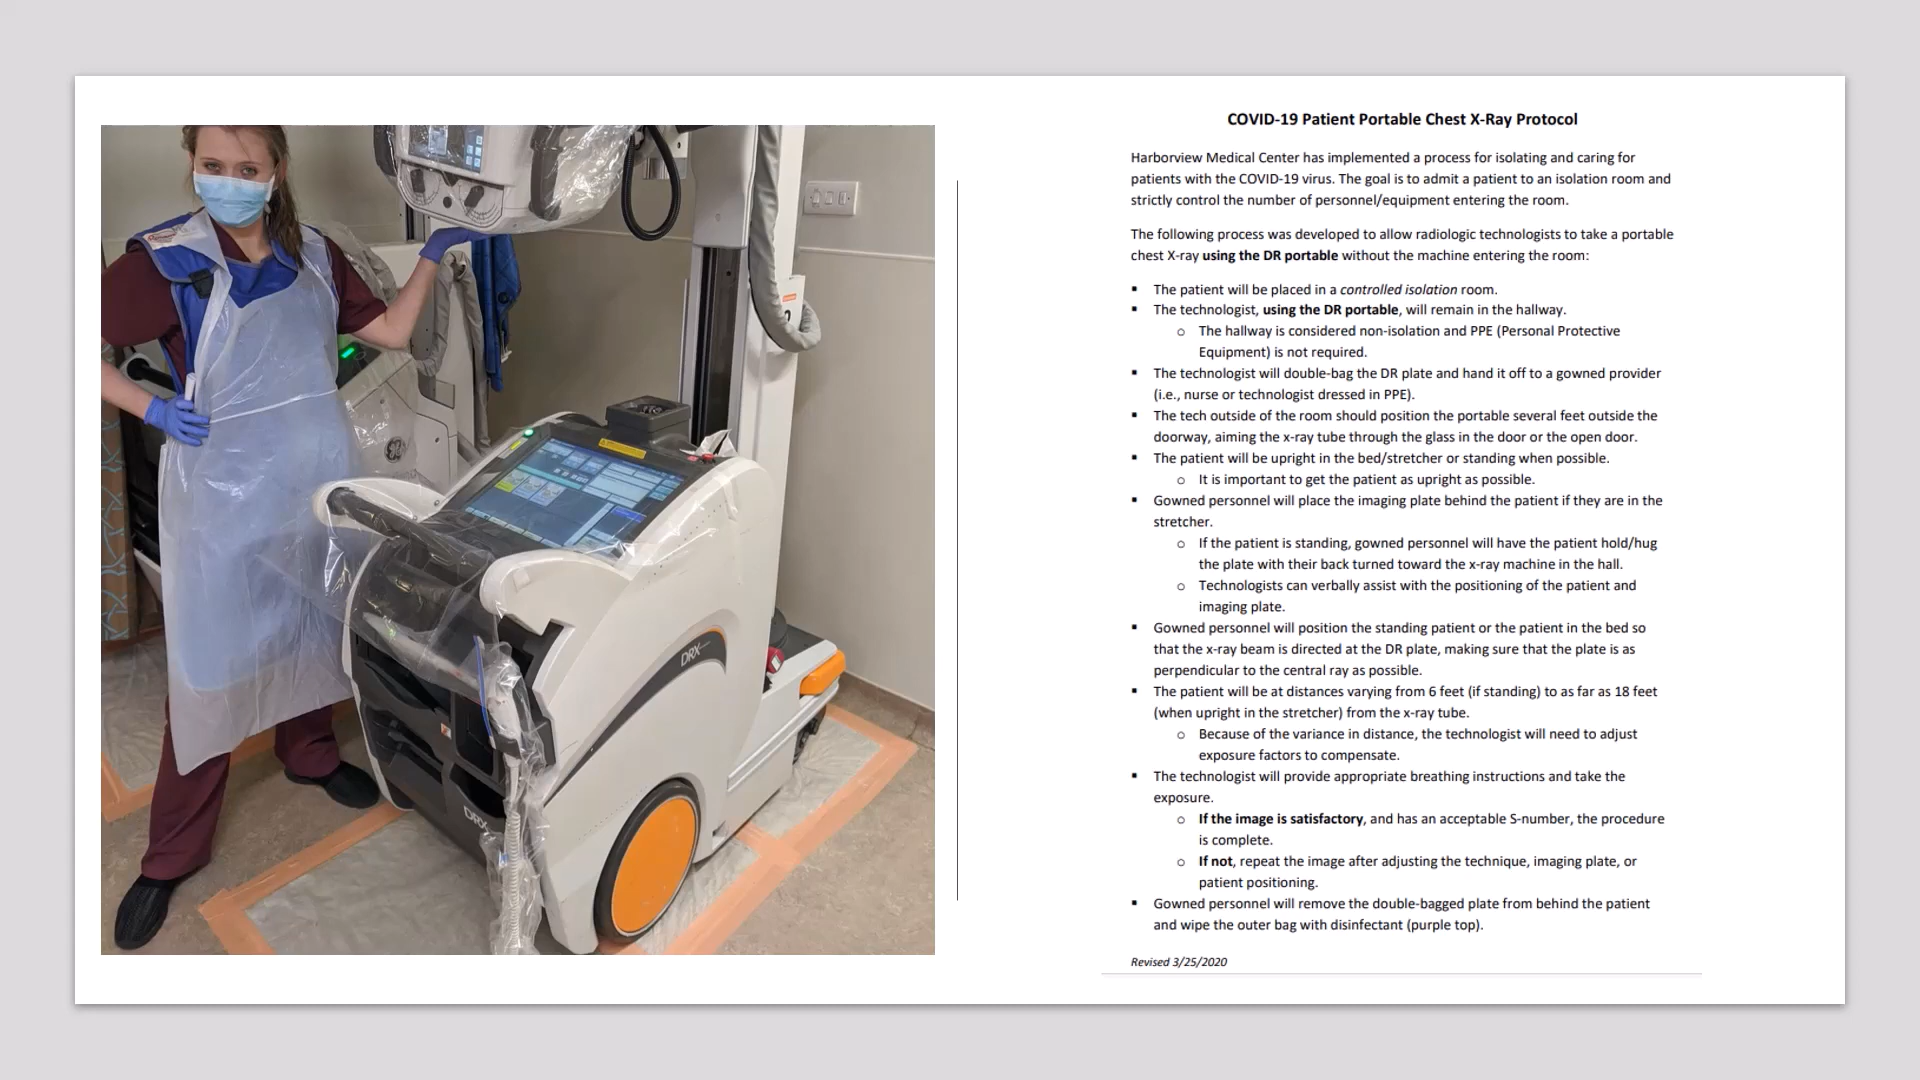 DRX
DRX
COVID-19 Patient Portable Chest X-Ray Protocol
Harborview Medical Center has implemented a process for isolating and caring for
patients with the COVID-19 virus. The goal is to admit a patient to an isolation room and
strictly control the number of personnel/equipment entering the room.
The following process was developed to allow radiologic technologists to take a portable
chest X-ray using the DR portable without the machine entering the room:
▪ The patient will be placed in a controlled isolation room.
▪ The technologist, using the DR portable, will remain in the hallway.
o The hallway is considered non-isolation and PPE (Personal Protective
Equipment) is not required.
▪ The technologist will double-bag the DR plate and hand it off to a gowned provider
(i.e., nurse or technologist dressed in PPE).
▪ The tech outside of the room should position the portable several feet outside the
doorway, aiming the x-ray tube through the glass in the door or the open door.
▪ The patient will be upright in the bed/stretcher or standing when possible.
o It is important to get the patient as upright as possible.
▪ Gowned personnel will place the imaging plate behind the patient if they are in the
stretcher.
o If the patient is standing, gowned personnel will have the patient hold/hug
the plate with their back turned toward the x-ray machine in the hall.
o Technologists can verbally assist with the positioning of the patient and
imaging plate.
▪ Gowned personnel will position the standing patient or the patient in the bed so
that the x-ray beam is directed at the DR plate, making sure that the plate is as
perpendicular to the central ray as possible.
▪ The patient will be at distances varying from 6 feet (if standing) to as far as 18 feet
(when upright in the stretcher) from the x-ray tube.
o Because of the variance in distance, the technologist will need to adjust
exposure factors to compensate.
▪ The technologist will provide appropriate breathing instructions and take the
exposure.
o If the image is satisfactory, and has an acceptable S-number, the procedure
is complete.
o If not, repeat the image after adjusting the technique, imaging plate, or
patient positioning.
▪ Gowned personnel will remove the double-bagged plate from behind the patient
and wipe the outer bag with disinfectant (purple top).
Revised 3/25/2020